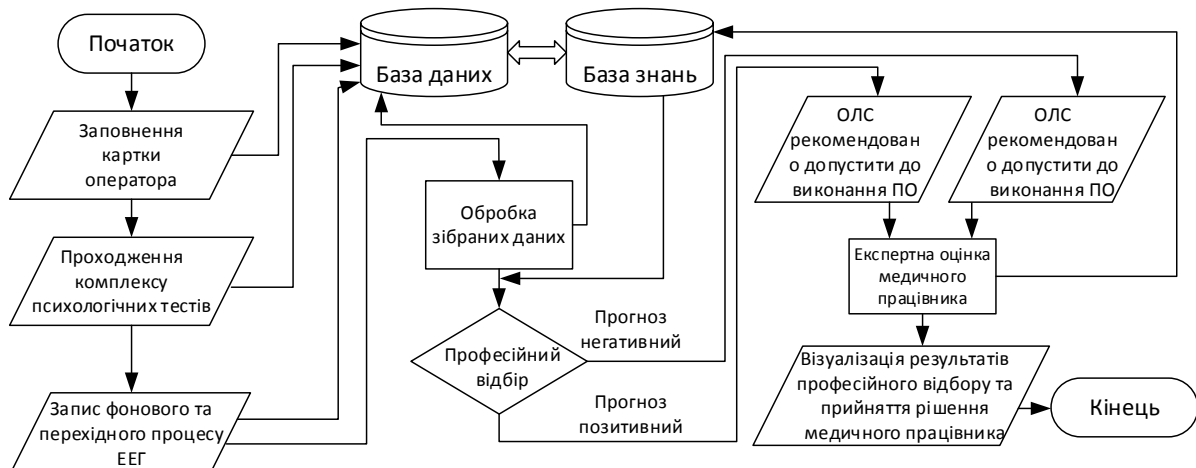 Початок
Заповнення
картки
оператора
Проходження
комплексу
психологічних тестів
Запис фонового та
перехідного процесу
ЕЕГ
База даних
База знань
Обробка
зібраних даних
Професійний
відбір
Прогноз
негативний
Прогноз
позитивний
ОЛС
рекомендован
о допустити до
виконання ПО
ОЛС
рекомендован
о допустити до
виконання ПО
Експертна оцінка
медичного
працівника
Візуалізація результатів
професійного відбору та
прийняття рішення
медичного працівника
Кінець